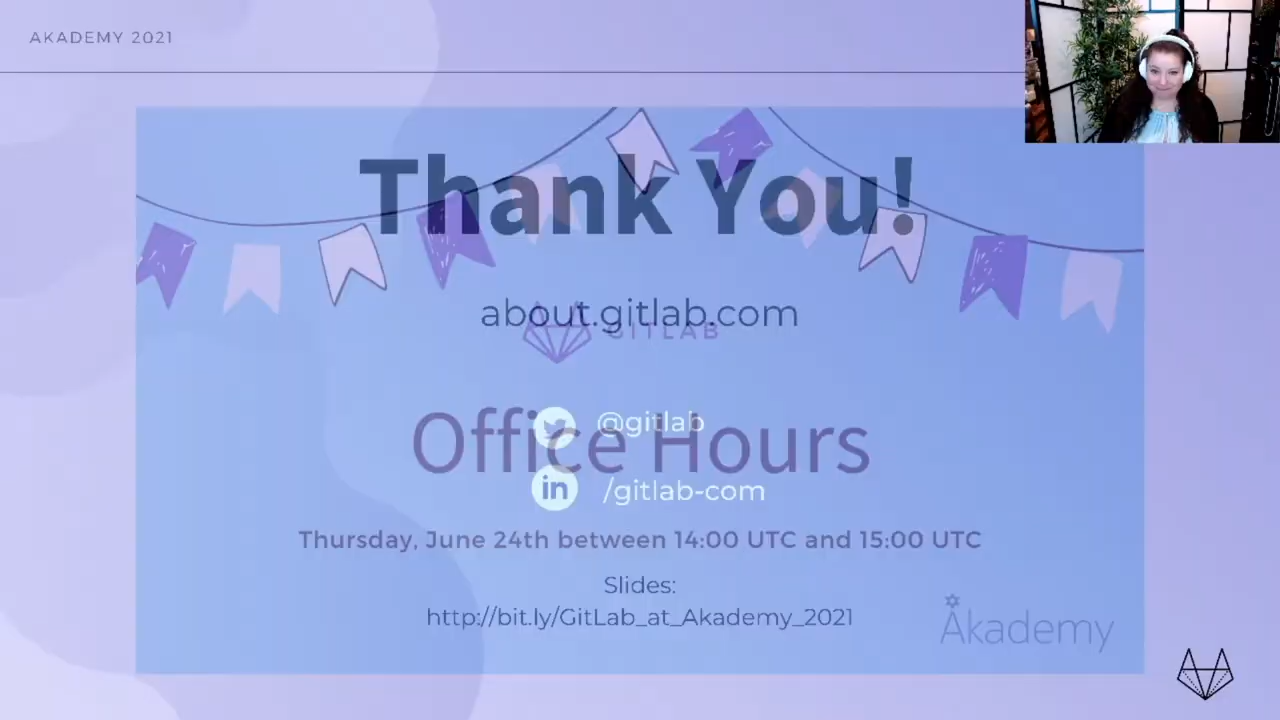 AKADEMY 2021
Thank You!
about.gitlab.com
GITLAB
@gitlab
Office Hours
in /gitlab-com
Thursday, June 24th between 14:00 UTC and 15:00 UTC
Slides:
http://bit.ly/GitLab_at_Akademy_2021
Akademy